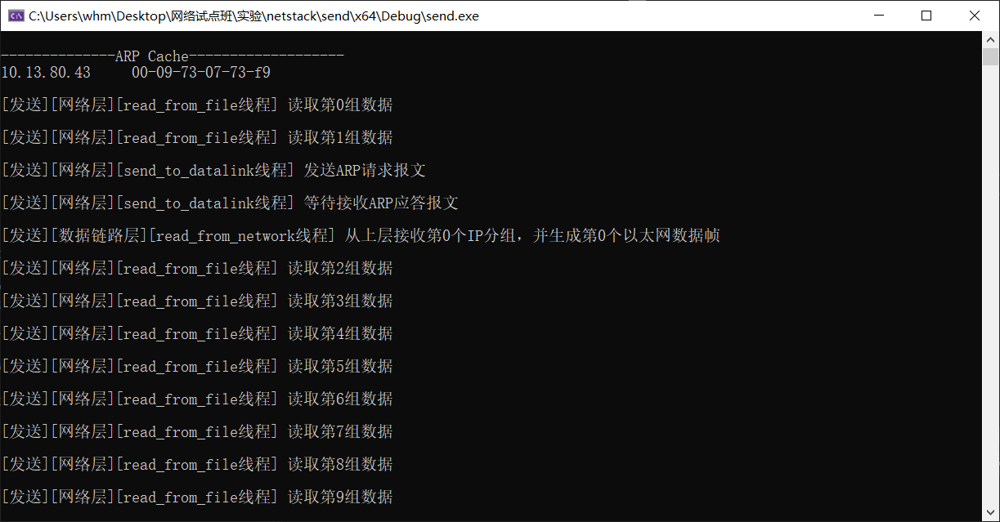 C:\Users\whm\Desktop\网络试点班\实验\netstack\send\x64\Debug\send.exe
--------------ARP Cache-------------------
10.13.80.43     00-09-73-07-73-f9
[发送][网络层][read_from_file线程] 读取第0组数据
[发送][网络层][read_from_file线程] 读取第1组数据
[发送][网络层][send_to_datalink线程] 发送ARP请求报文
[发送][网络层][send_to_datalink线程] 等待接收ARP应答报文
[发送][数据链路层][read_from_network线程] 从上层接收第0个IP分组，并生成第0个以太网数据帧
[发送][网络层][read_from_file线程] 读取第2组数据
[发送][网络层][read_from_file线程] 读取第3组数据
[发送][网络层][read_from_file线程] 读取第4组数据
[发送][网络层][read_from_file线程] 读取第5组数据
[发送][网络层][read_from_file线程] 读取第6组数据
[发送][网络层][read_from_file线程] 读取第7组数据
[发送][网络层][read_from_file线程] 读取第8组数据
[发送][网络层][read_from_file线程] 读取第9组数据